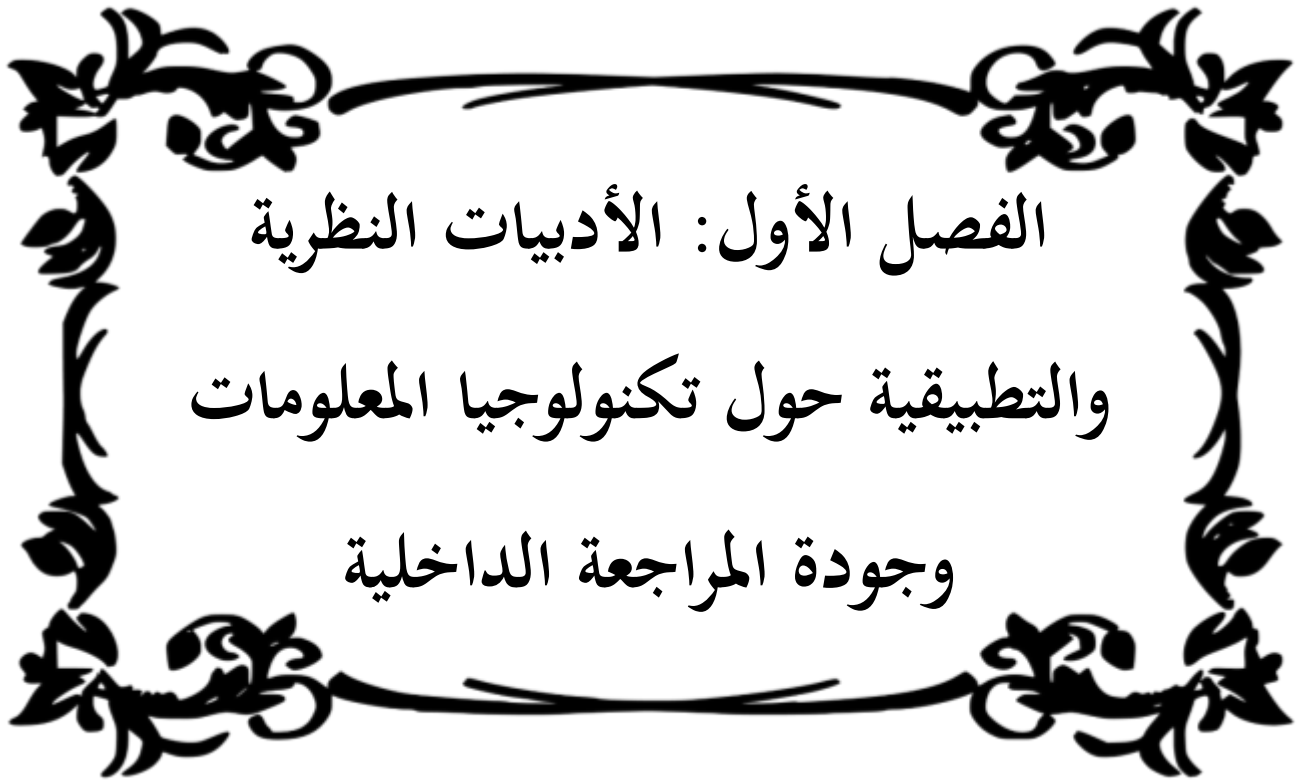 الفصل الأول: الأدبيات النظرية
والتطبيقية حول تكنولوجيا المعلومات
وجودة المراجعة الداخلية